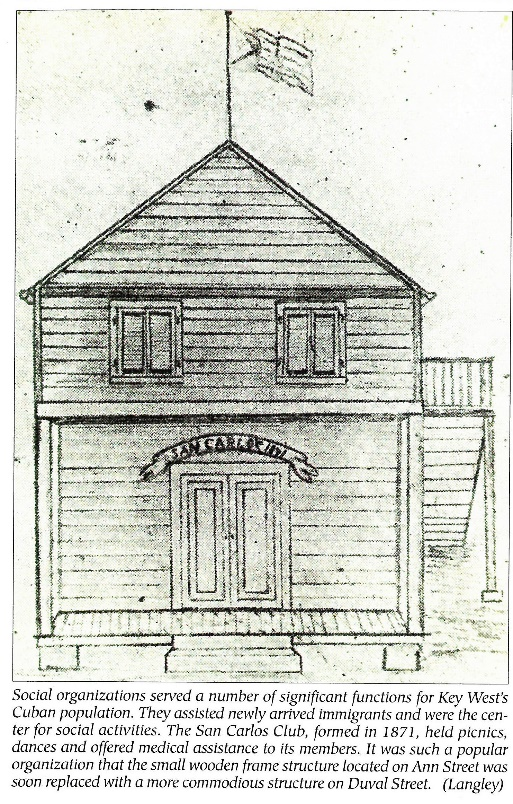 SAN CARLOS
Social organizations served a number of significant functions for Key West's
Cuban population. They assisted newly arrived immigrants and were the cen-
ter for social activities. The San Carlos Club, formed in 1871, held picnics,
dances and offered medical assistance to its members. It was such a popular
organization that the small wooden frame structure located on Ann Street was
soon replaced with a more commodious structure on Duval Street. (Langley)